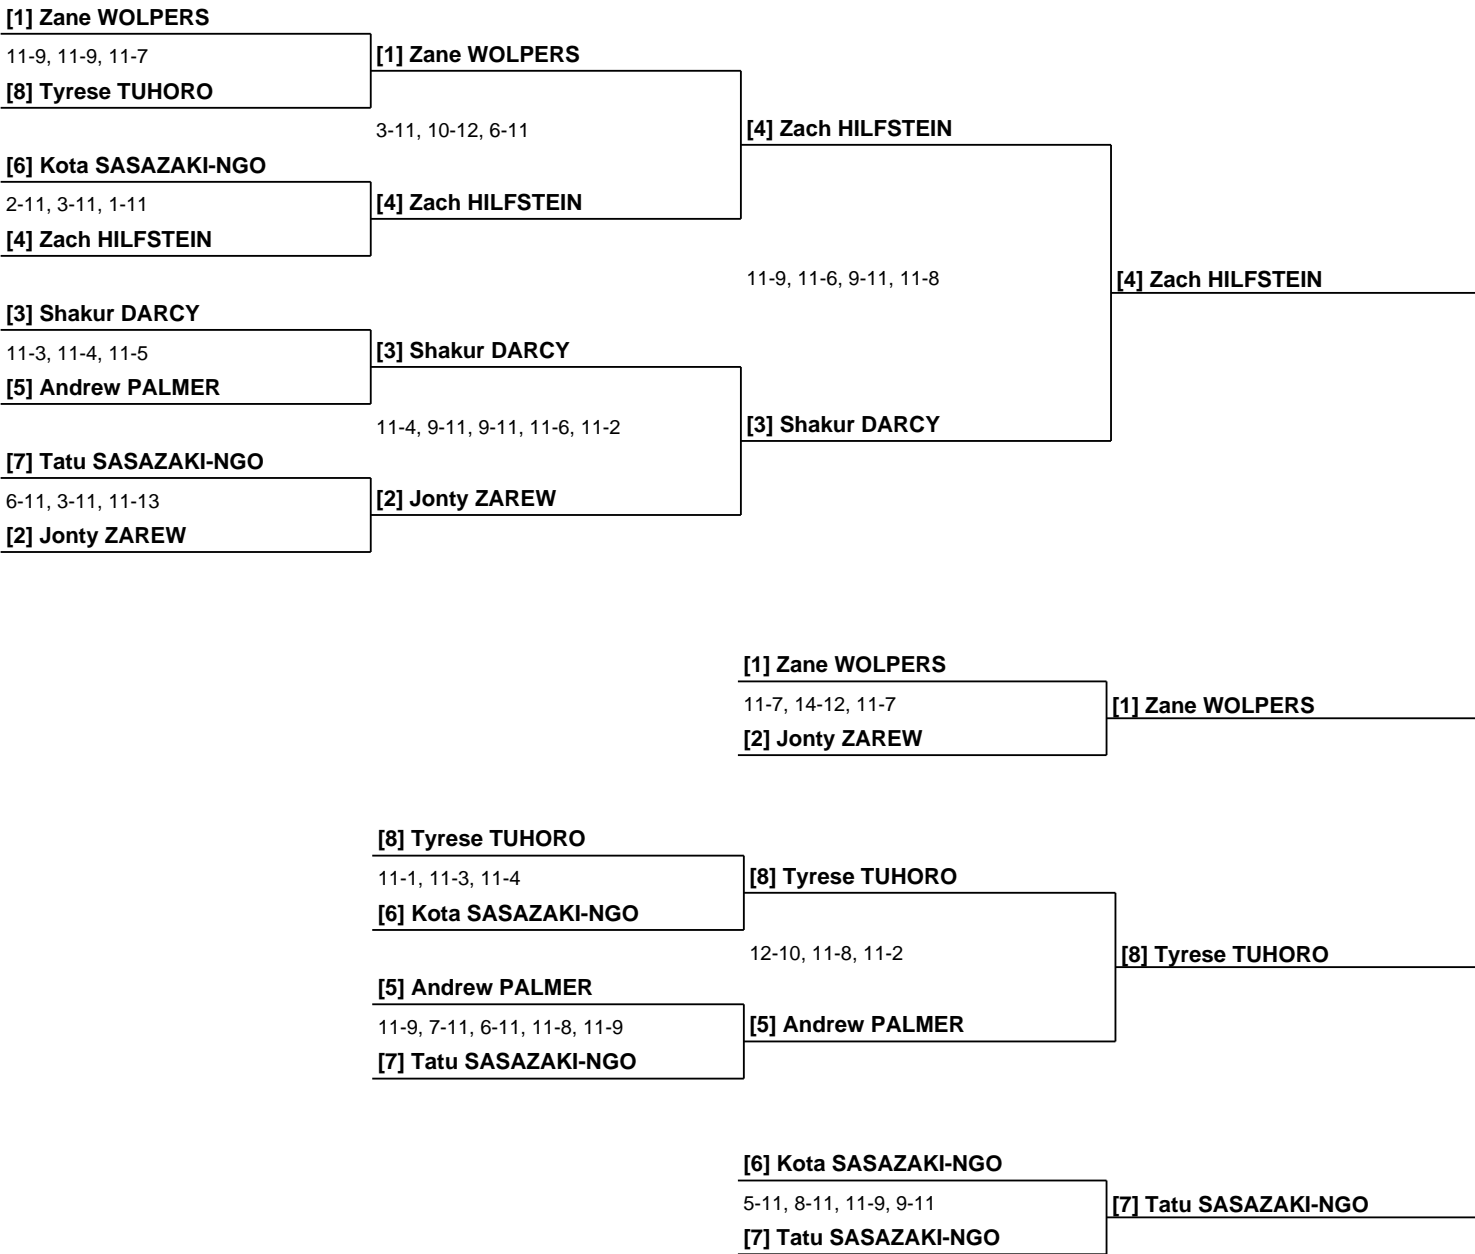 [1] Zane WOLPERS
11-9, 11-9, 11-7
[1] Zane WOLPERS
[8] Tyrese TUHORO
3-11, 10-12, 6-11
[4] Zach HILFSTEIN
[6] Kota SASAZAKI-NGO
2-11, 3-11, 1-11
[4] Zach HILFSTEIN
[4] Zach HILFSTEIN
11-9, 11-6, 9-11, 11-8
[4] Zach HILFSTEIN
[3] Shakur DARCY
11-3, 11-4, 11-5
[3] Shakur DARCY
[5] Andrew PALMER
11-4, 9-11, 9-11, 11-6, 11-2
[3] Shakur DARCY
[7] Tatu SASAZAKI-NGO
6-11, 3-11, 11-13
[2] Jonty ZAREW
[2] Jonty ZAREW
[1] Zane WOLPERS
11-7, 14-12, 11-7
[1] Zane WOLPERS
[2] Jonty ZAREW
[8] Tyrese TUHORO
11-1, 11-3, 11-4
[8] Tyrese TUHORO
[6] Kota SASAZAKI-NGO
12-10, 11-8, 11-2
[8] Tyrese TUHORO
[5] Andrew PALMER
11-9, 7-11, 6-11, 11-8, 11-9
[5] Andrew PALMER
[7] Tatu SASAZAKI-NGO
[6] Kota SASAZAKI-NGO
5-11, 8-11, 11-9, 9-11
[7] Tatu SASAZAKI-NGO
[7] Tatu SASAZAKI-NGO